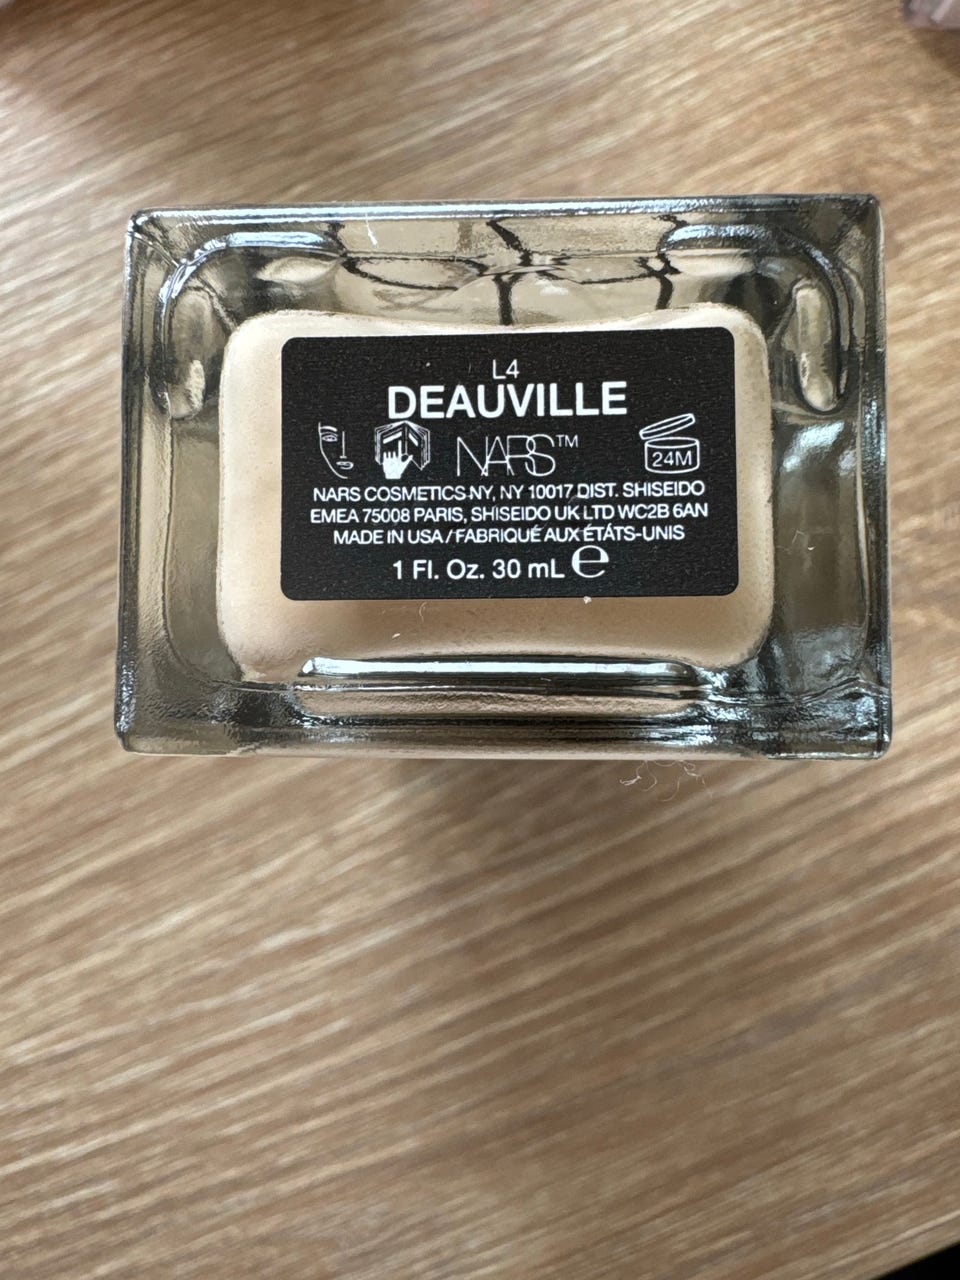 L4
DEAUVILLE
NARS™
24M
NARS COSMETICS NY, NY 10017 DIST. SHISEIDO
EMEA 75008 PARIS, SHISEIDO UK LTD WC2B 6AN
MADE IN USA / FABRIQUÉ AUX ÉTATS-UNIS
1 Fl. Oz. 30 mL ℮